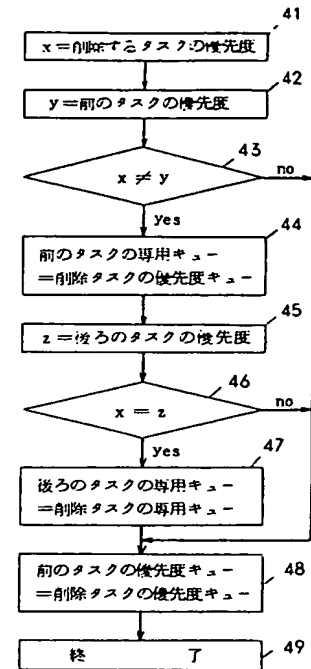 41
x=削除するタスクの優先度
42
y=前のタスクの優先度
43
x≠y
no
yes
44
前のタスクの専用キュー
=削除タスクの優先度キュー
45
z=後ろのタスクの優先度
46
x=z
no
yes
47
後ろのタスクの専用キュー
=削除タスクの専用キュー
48
前のタスクの優先度キュー
=削除タスクの優先度キュー
49
終 了